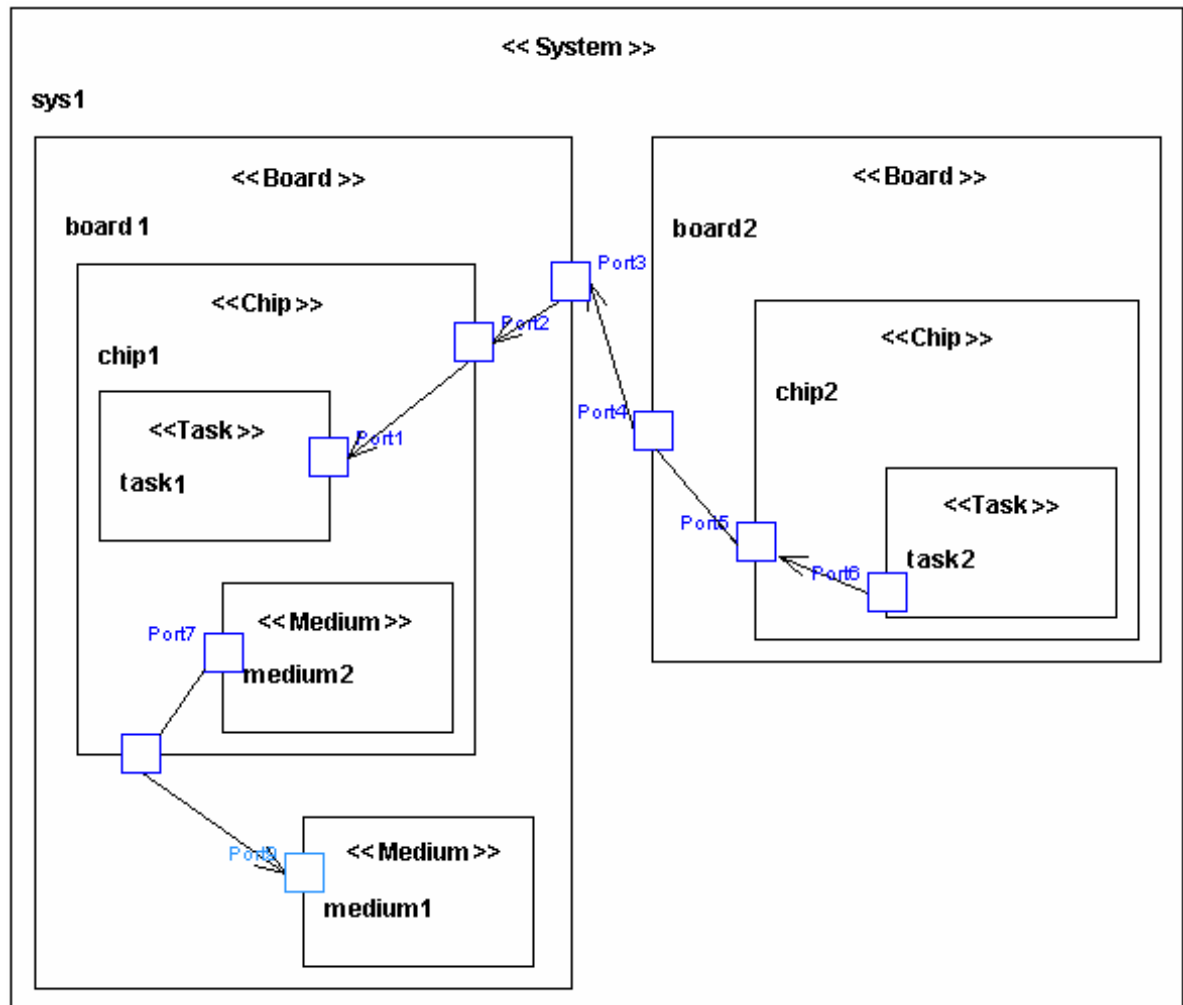 << System >>
sys1
<<Board >>
board 1
<<Chip >>
chip1
<<Task >>
task1
Port1
Port2
Port3
Port7
<<Medium >>
medium2
Port9
<<Medium >>
medium1
<<Board >>
board2
<<Chip >>
chip2
Port4
Port5
<<Task >>
task2
Port6